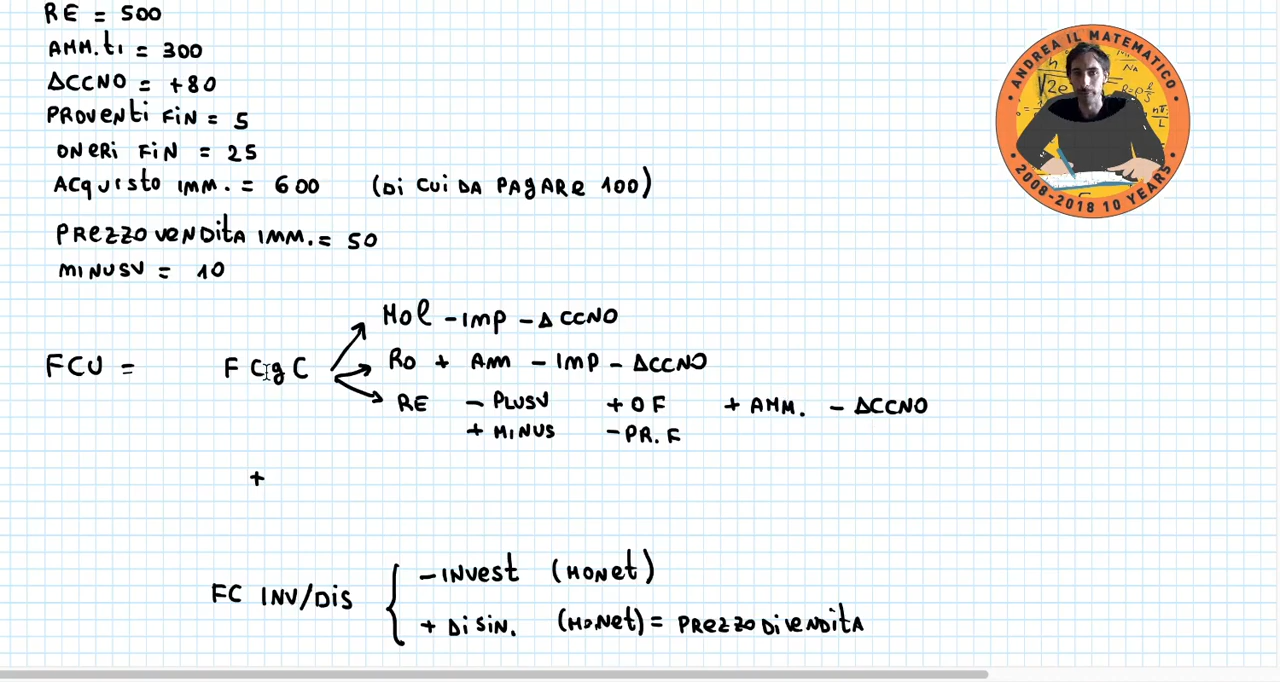 RE = 500
AMM.ti = 300
ΔCCNO = +80
PROVENTI FIN = 5
ONERI FIN = 25
ACQUISTO IMM. = 600 (DI CUI DA PAGARE 100)
PREZZO VENDITA IMM. = 50
MINUSV = 10
MOL - IMP - ΔCCNO
FCU = FCgC
RO + AM - IMP - ΔCCNO
RE - PLUSV + OF + AMM. - ΔCCNO
+ MINUS - PR.F
+
FC INV/DIS
- INVEST (MONET)
+ DISIN. (MONET) = PREZZO DI VENDITA
• ANDREA IL MATEMATICO •
2008-2018 10 YEARS